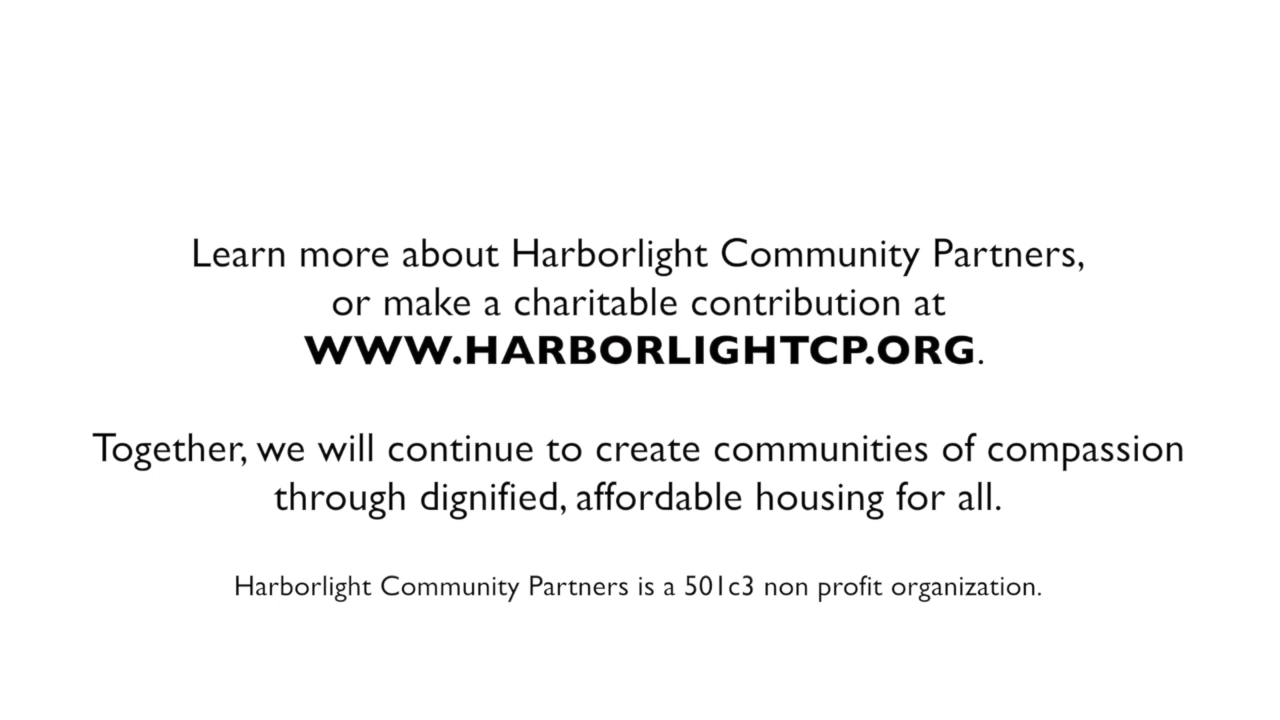 Learn more about Harborlight Community Partners,
or make a charitable contribution at
WWW.HARBORLIGHTCP.ORG.
Together, we will continue to create communities of compassion
through dignified, affordable housing for all.
Harborlight Community Partners is a 501c3 non profit organization.